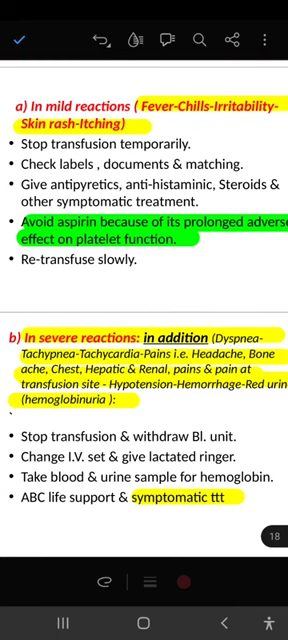 a) In mild reactions ( Fever-Chills-Irritability-
Skin rash-Itching)
• Stop transfusion temporarily.
• Check labels , documents & matching.
• Give antipyretics, anti-histaminic, Steroids &
other symptomatic treatment.
• Avoid aspirin because of its prolonged adverse
effect on platelet function.
• Re-transfuse slowly.
b) In severe reactions: in addition (Dyspnea-
Tachypnea-Tachycardia-Pains i.e. Headache, Bone
ache, Chest, Hepatic & Renal, pains & pain at
transfusion site - Hypotension-Hemorrhage-Red urin
(hemoglobinuria ):
`
• Stop transfusion & withdraw Bl. unit.
• Change I.V. set & give lactated ringer.
• Take blood & urine sample for hemoglobin.
• ABC life support & symptomatic ttt
18